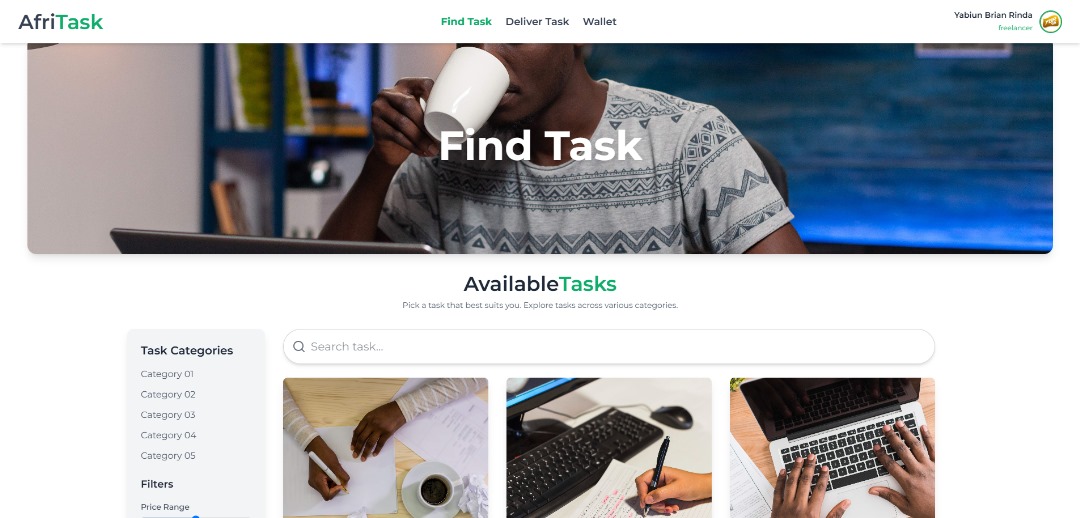 AfriTask
Find Task Deliver Task Wallet
Yabiun Brian Rinda
freelancer
Find Task
AvailableTasks
Pick a task that best suits you. Explore tasks across various categories.
Task Categories
Category 01
Category 02
Category 03
Category 04
Category 05
Filters
Price Range
Search task...